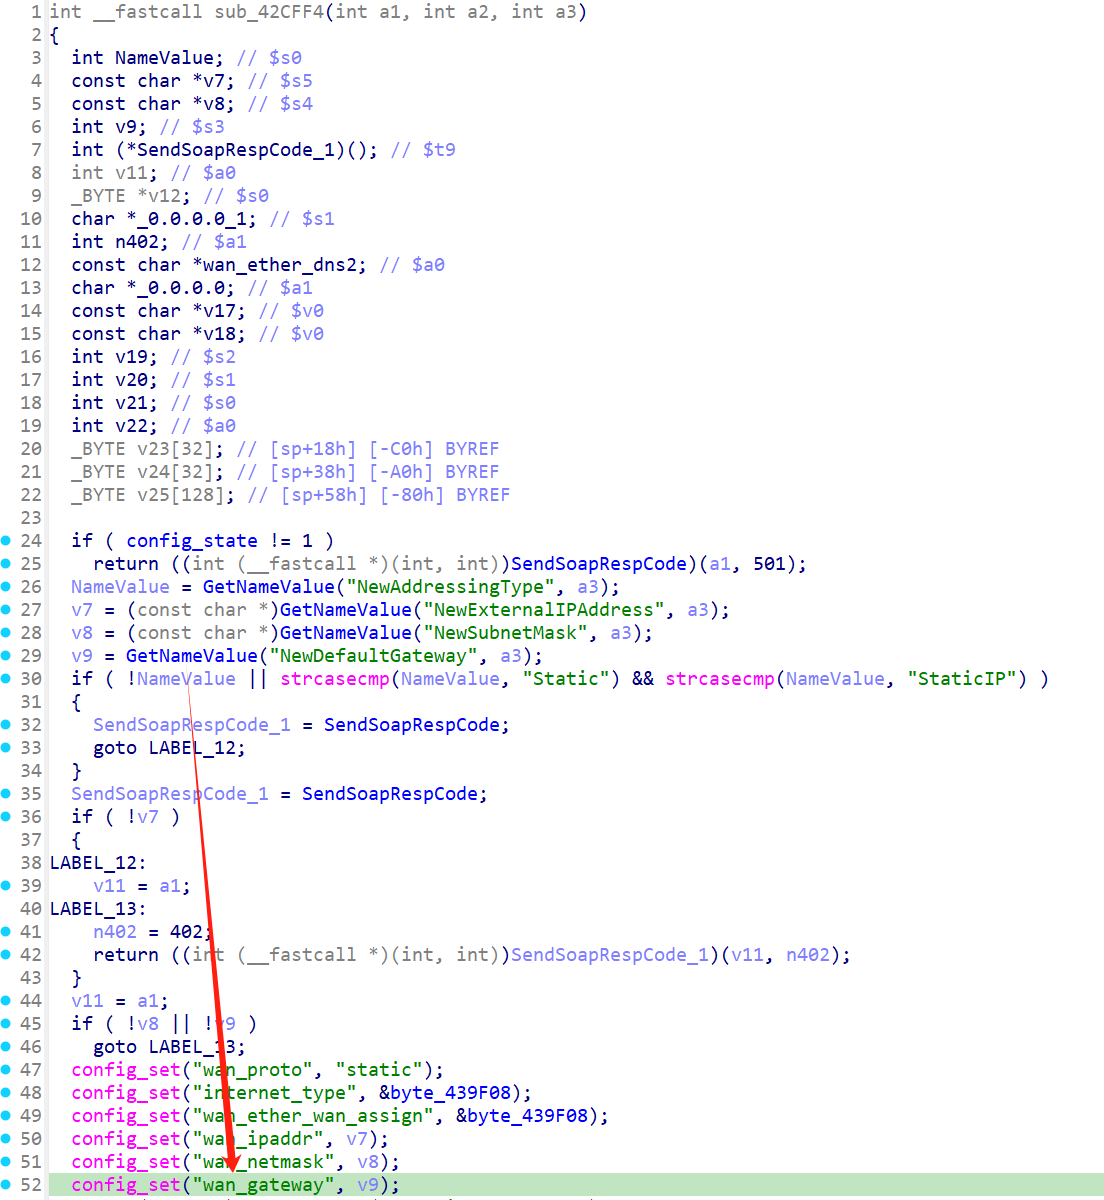 1 int __fastcall sub_42CFF4(int a1, int a2, int a3)
2 {
3 int NameValue; // $s0
4 const char *v7; // $s5
5 const char *v8; // $s4
6 int v9; // $s3
7 int (*SendSoapRespCode_1)(); // $t9
8 int v11; // $a0
9 _BYTE *v12; // $s0
10 char *_0.0.0.0_1; // $s1
11 int n402; // $a1
12 const char *wan_ether_dns2; // $a0
13 char *_0.0.0.0; // $a1
14 const char *v17; // $v0
15 const char *v18; // $v0
16 int v19; // $s2
17 int v20; // $s1
18 int v21; // $s0
19 int v22; // $a0
20 _BYTE v23[32]; // [sp+18h] [-C0h] BYREF
21 _BYTE v24[32]; // [sp+38h] [-A0h] BYREF
22 _BYTE v25[128]; // [sp+58h] [-80h] BYREF
23
24 if ( config_state != 1 )
25 return ((int (__fastcall *)(int, int))SendSoapRespCode)(a1, 501);
26 NameValue = GetNameValue("NewAddressingType", a3);
27 v7 = (const char *)GetNameValue("NewExternalIPAddress", a3);
28 v8 = (const char *)GetNameValue("NewSubnetMask", a3);
29 v9 = GetNameValue("NewDefaultGateway", a3);
30 if ( !NameValue || strcasecmp(NameValue, "Static") && strcasecmp(NameValue, "StaticIP") )
31 {
32 SendSoapRespCode_1 = SendSoapRespCode;
33 goto LABEL_12;
34 }
35 SendSoapRespCode_1 = SendSoapRespCode;
36 if ( !v7 )
37 {
38 LABEL_12:
39 v11 = a1;
40 LABEL_13:
41 n402 = 402;
42 return ((int (__fastcall *)(int, int))SendSoapRespCode_1)(v11, n402);
43 }
44 v11 = a1;
45 if ( !v8 || !v9 )
46 goto LABEL_13;
47 config_set("wan_proto", "static");
48 config_set("internet_type", &byte_439F08);
49 config_set("wan_ether_wan_assign", &byte_439F08);
50 config_set("wan_ipaddr", v7);
51 config_set("wan_netmask", v8);
52 config_set("wan_gateway", v9);